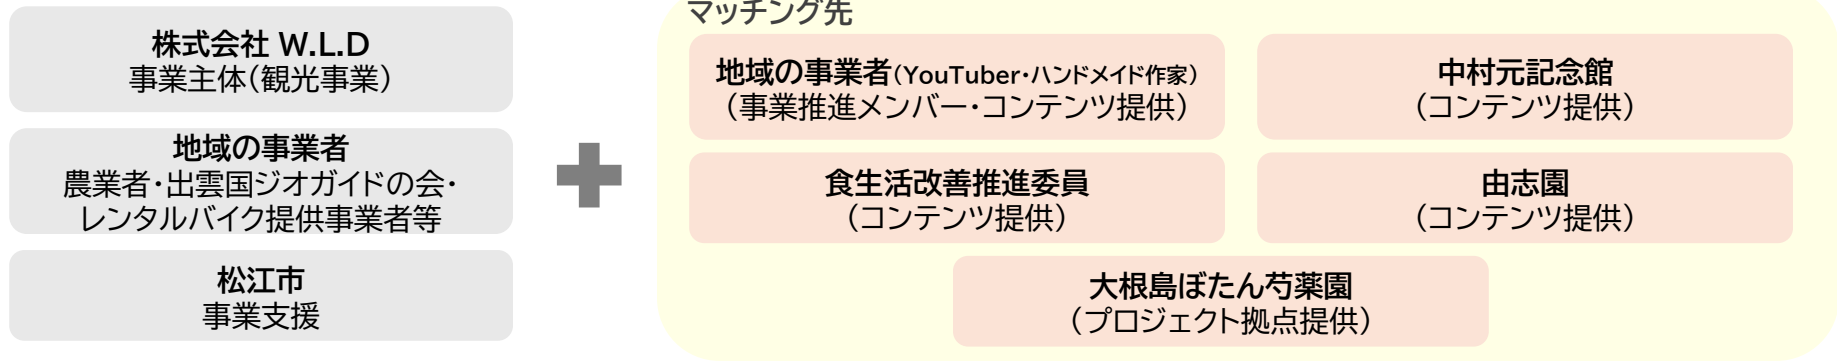 株式会社 W.L.D
事業主体(観光事業)
地域の事業者
農業者・出雲国ジオガイドの会・
レンタルバイク提供事業者等
松江市
事業支援
マッチング先
地域の事業者(YouTuber・ハンドメイド作家)
(事業推進メンバー・コンテンツ提供)
中村元記念館
(コンテンツ提供)
食生活改善推進委員
(コンテンツ提供)
由志園
(コンテンツ提供)
大根島ぼたん芍薬園
(プロジェクト拠点提供)